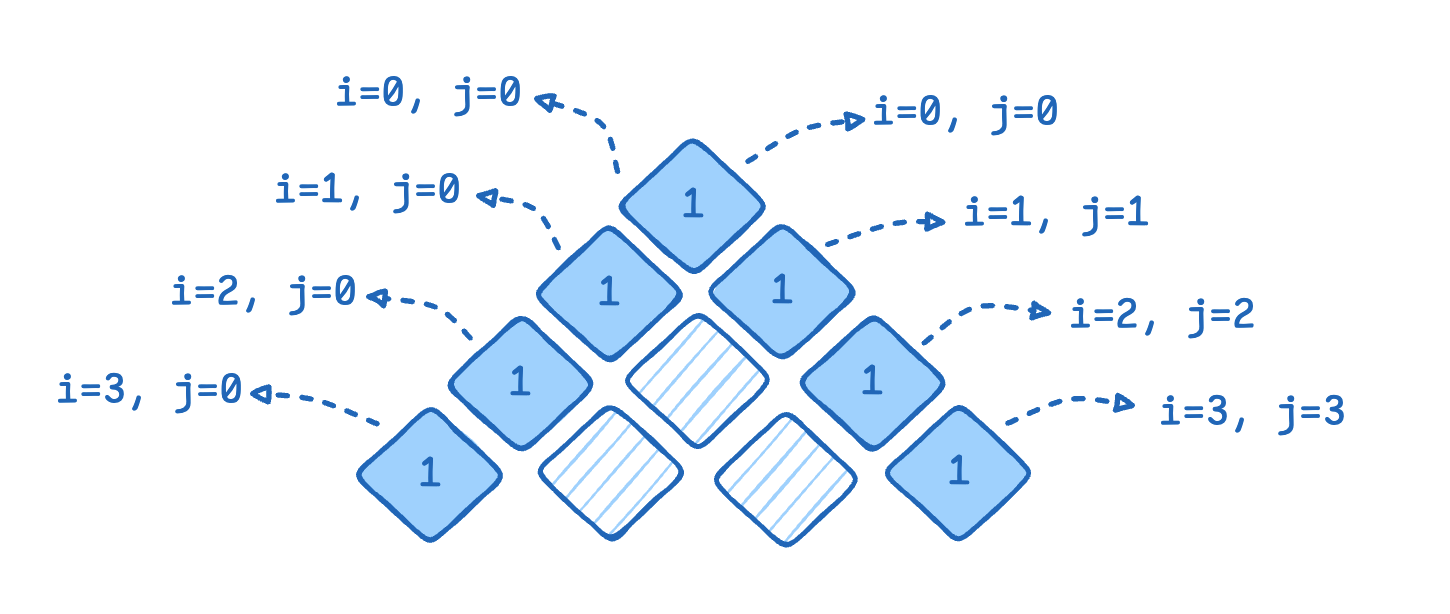 i=0, j=0
i=0, j=0
1
i=1, j=0
i=1, j=1
1
1
i=2, j=0
i=2, j=2
1
1
i=3, j=0
i=3, j=3
1
1